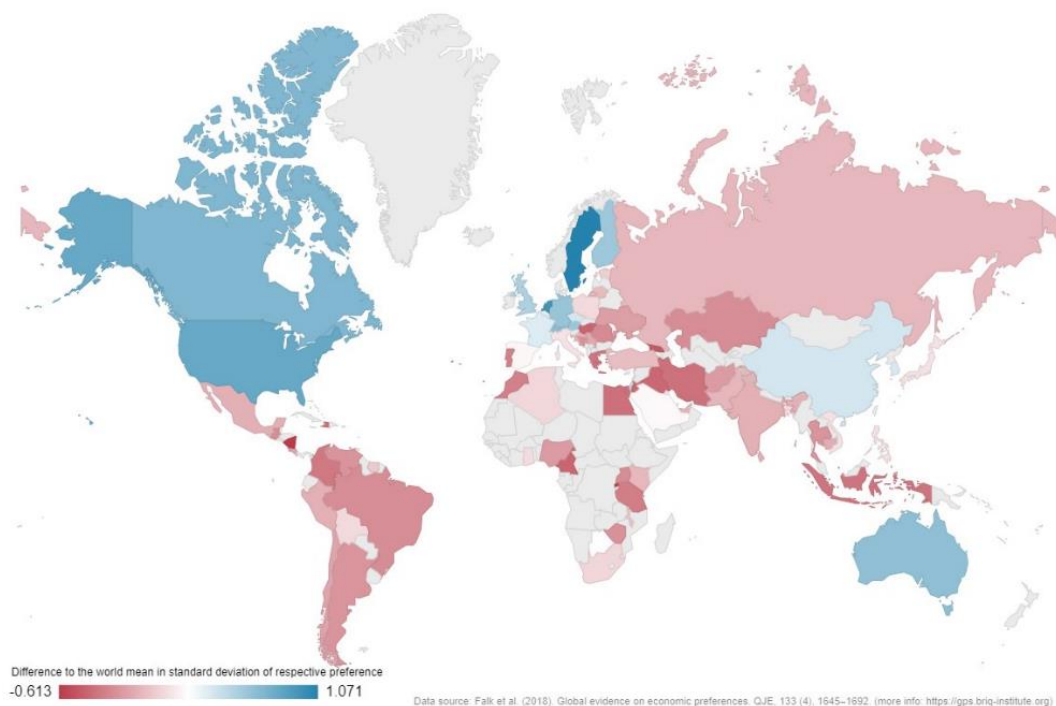 Difference to the world mean in standard deviation of respective preference
-0.613 1.071
Data source: Falk et al. (2018). Global evidence on economic preferences. QJE, 133 (4), 1645–1692. (more info: https://gps.briq-institute.org)